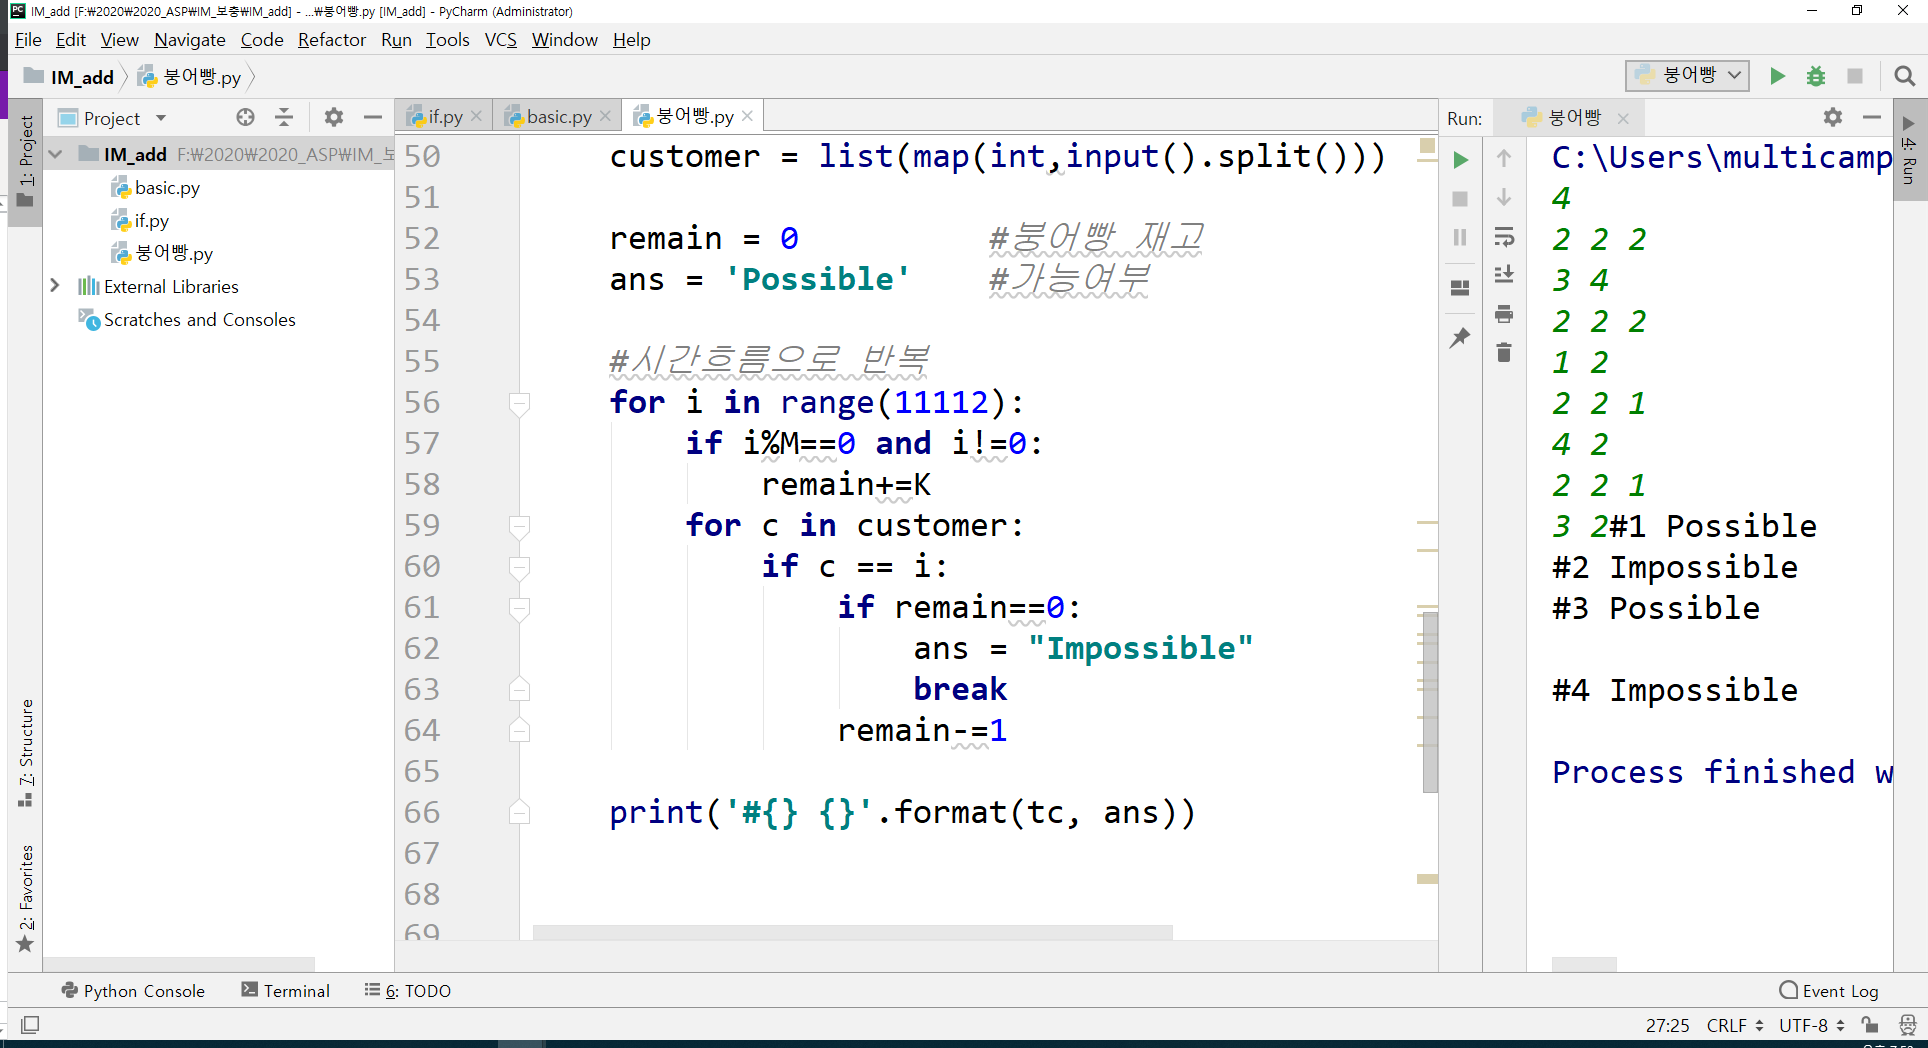 IM_add [F:\2020\2020_ASP\IM_보충\IM_add] - ...\붕어빵.py [IM_add] - PyCharm (Administrator)
File Edit View Navigate Code Refactor Run Tools VCS Window Help
IM_add 붕어빵.py
붕어빵
Project
if.py basic.py 붕어빵.py
Run: 붕어빵
1: Project
IM_add F:\2020\2020_ASP\IM_보
basic.py
if.py
붕어빵.py
External Libraries
Scratches and Consoles
7: Structure
2: Favorites
50 customer = list(map(int,input().split()))
51
52 remain = 0 #붕어빵 재고
53 ans = 'Possible' #가능여부
54
55 #시간흐름으로 반복
56 for i in range(11112):
57 if i%M==0 and i!=0:
58 remain+=K
59 for c in customer:
60 if c == i:
61 if remain==0:
62 ans = "Impossible"
63 break
64 remain-=1
65
66 print('#{} {}'.format(tc, ans))
67
68
69
C:\Users\multicamp
4
2 2 2
3 4
2 2 2
1 2
2 2 1
4 2
2 2 1
3 2#1 Possible
#2 Impossible
#3 Possible
#4 Impossible
Process finished w
4: Run
Python Console Terminal 6: TODO
Event Log
27:25 CRLF UTF-8